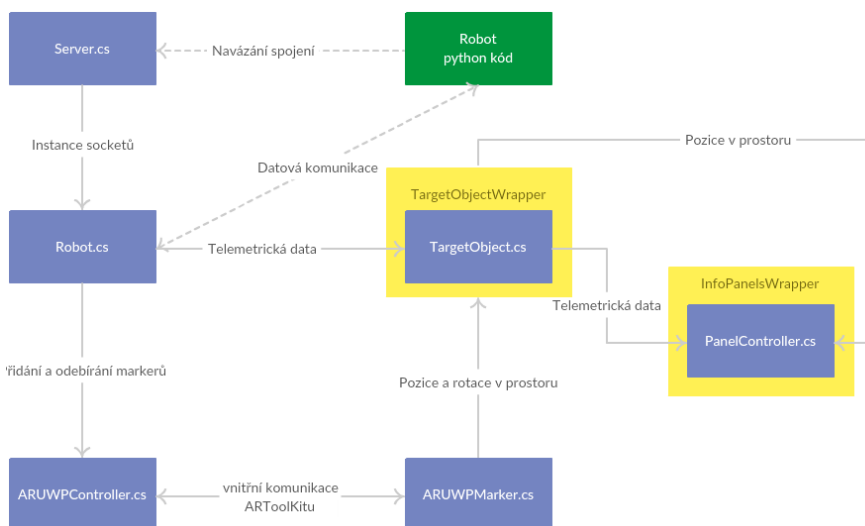 Server.cs
Navázání spojení
Robot
python kód
Instance socketů
Pozice v prostoru
Datová komunikace
TargetObjectWrapper
Robot.cs
Telemetrická data
TargetObject.cs
InfoPanelsWrapper
Telemetrická data
PanelController.cs
Přidání a odebírání markerů
Pozice a rotace v prostoru
ARUWPController.cs
vnitřní komunikace
ARToolKitu
ARUWPMarker.cs